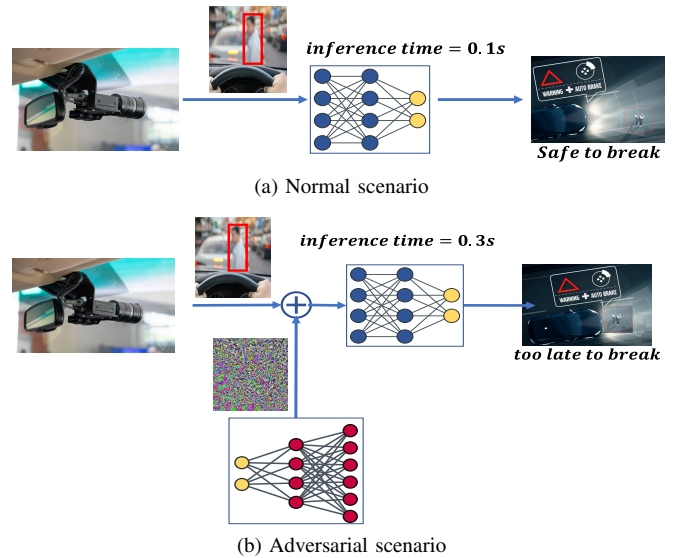 inference time = 0.1s
WARNING + AUTO BRAKE
Safe to break
(a) Normal scenario
inference time = 0.3s
WARNING + AUTO BRAKE
too late to break
(b) Adversarial scenario